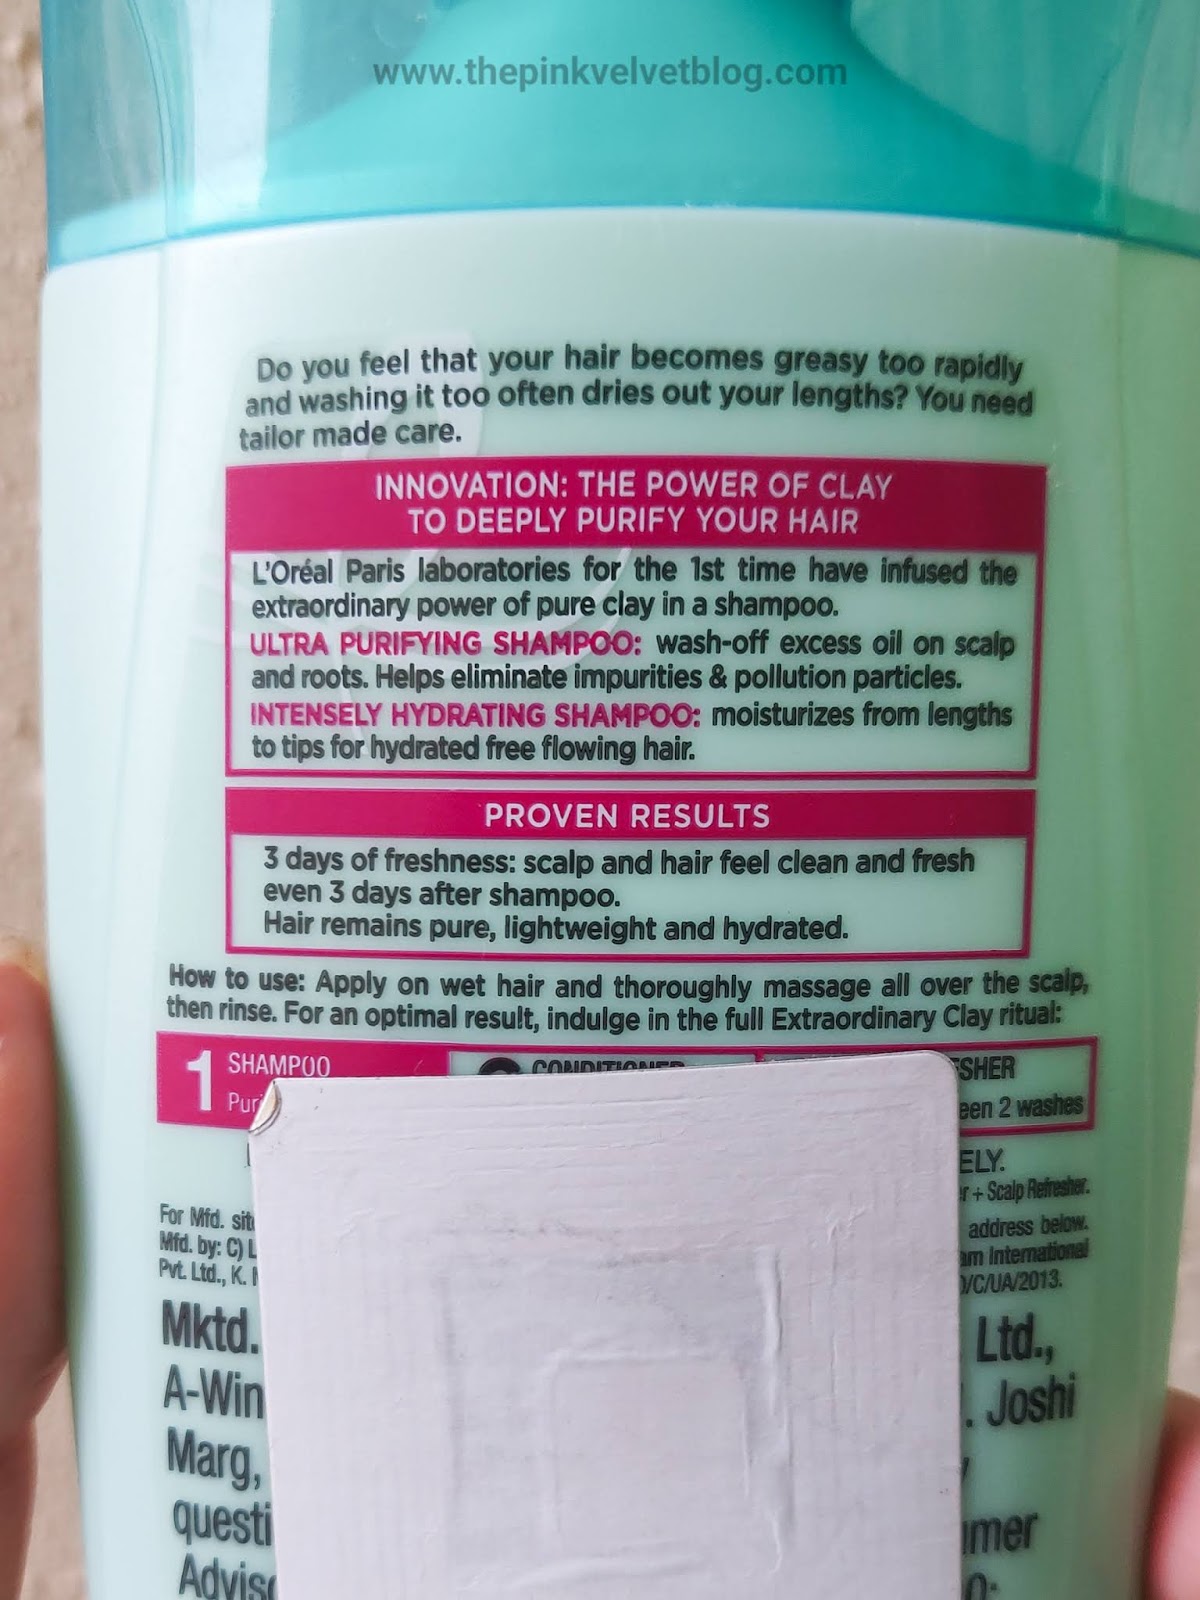 www.thepinkvelvetblog.com
Do you feel that your hair becomes greasy too rapidly
and washing it too often dries out your lengths? You need
tailor made care.
INNOVATION: THE POWER OF CLAY
TO DEEPLY PURIFY YOUR HAIR
L'Oréal Paris laboratories for the 1st time have infused the
extraordinary power of pure clay in a shampoo.
ULTRA PURIFYING SHAMPOO: wash-off excess oil on scalp
and roots. Helps eliminate impurities & pollution particles.
INTENSELY HYDRATING SHAMPOO: moisturizes from lengths
to tips for hydrated free flowing hair.
PROVEN RESULTS
3 days of freshness: scalp and hair feel clean and fresh
even 3 days after shampoo.
Hair remains pure, lightweight and hydrated.
How to use: Apply on wet hair and thoroughly massage all over the scalp,
then rinse. For an optimal result, indulge in the full Extraordinary Clay ritual:
1 SHAMPOO CONDITIONER
2 washes
+ Scalp Refresher.
For Mfd. address below.
Mfd. by: C) International
Pvt. Ltd., K. /C/UA/2013.
Mktd. Ltd.,
A-Win Joshi
Marg,